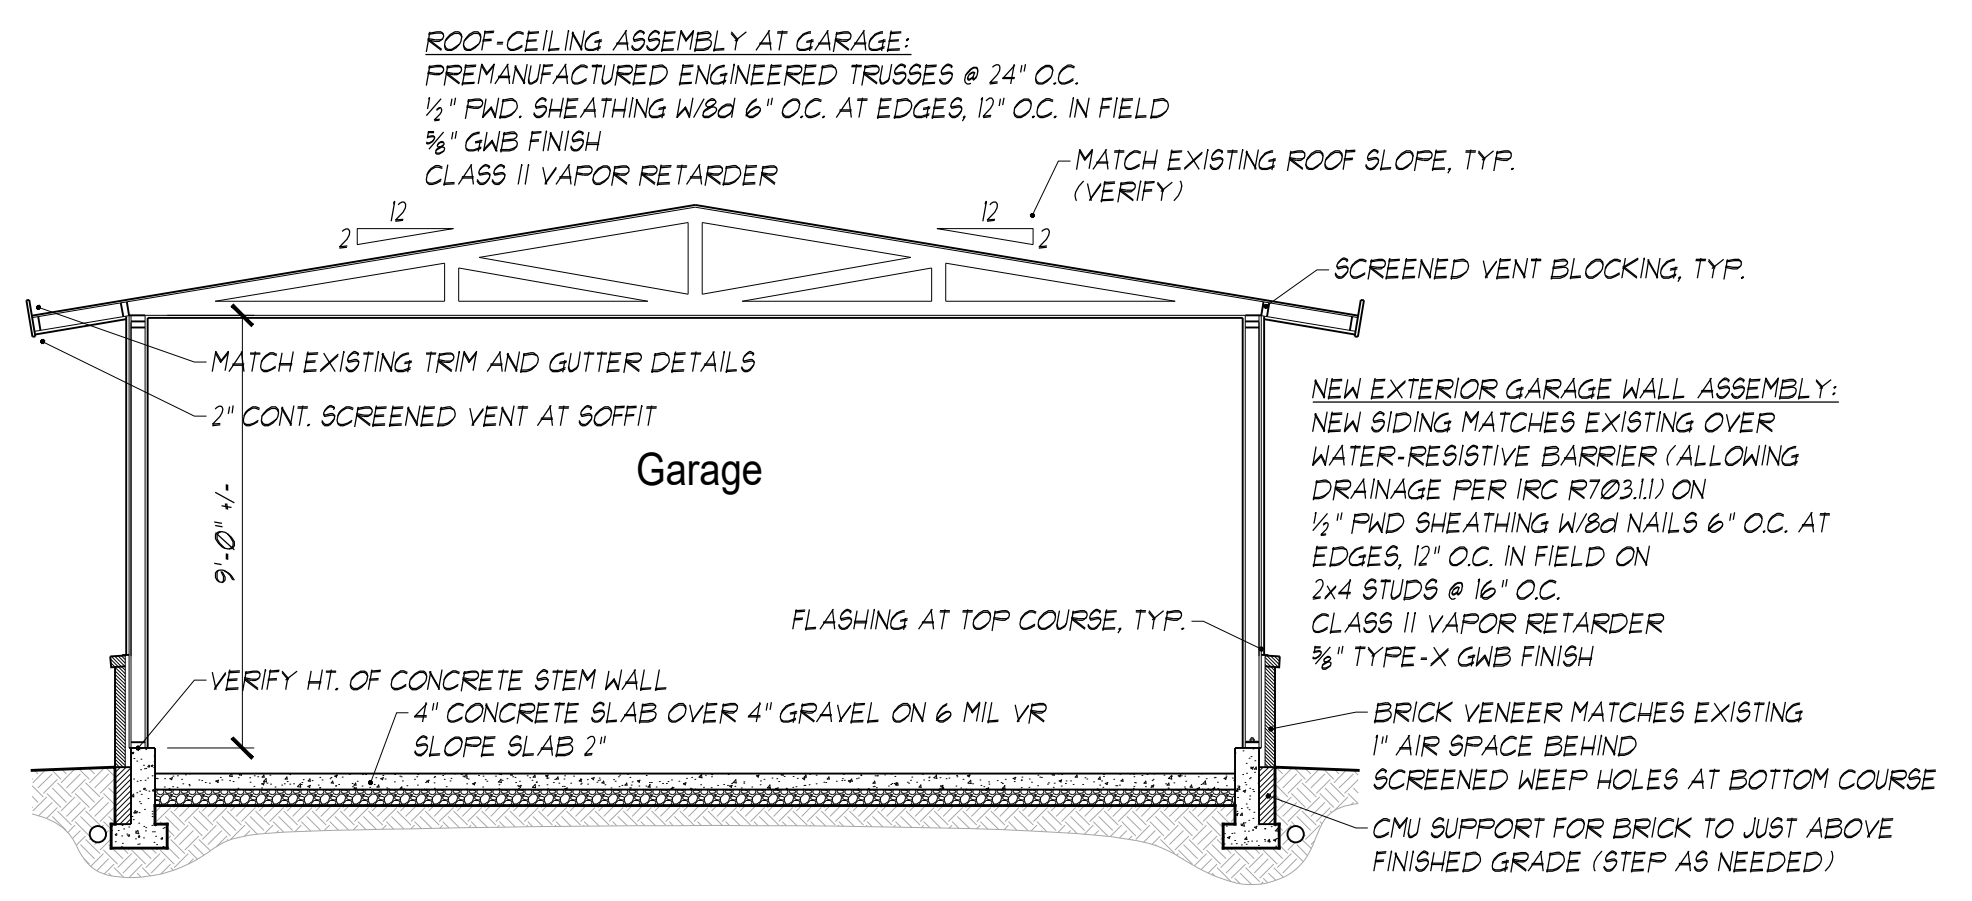 ROOF-CEILING ASSEMBLY AT GARAGE:
PREMANUFACTURED ENGINEERED TRUSSES @ 24" O.C.
½" PWD. SHEATHING W/8d 6" O.C. AT EDGES, 12" O.C. IN FIELD
⅝" GWB FINISH
CLASS II VAPOR RETARDER
MATCH EXISTING ROOF SLOPE, TYP.
(VERIFY)
12
2
12
2
SCREENED VENT BLOCKING, TYP.
MATCH EXISTING TRIM AND GUTTER DETAILS
2" CONT. SCREENED VENT AT SOFFIT
Garage
9'-0" +/-
NEW EXTERIOR GARAGE WALL ASSEMBLY:
NEW SIDING MATCHES EXISTING OVER
WATER-RESISTIVE BARRIER (ALLOWING
DRAINAGE PER IRC R703.1.1) ON
½" PWD SHEATHING W/8d NAILS 6" O.C. AT
EDGES, 12" O.C. IN FIELD ON
2x4 STUDS @ 16" O.C.
CLASS II VAPOR RETARDER
⅝" TYPE-X GWB FINISH
FLASHING AT TOP COURSE, TYP.
VERIFY HT. OF CONCRETE STEM WALL
4" CONCRETE SLAB OVER 4" GRAVEL ON 6 MIL VR
SLOPE SLAB 2"
BRICK VENEER MATCHES EXISTING
1" AIR SPACE BEHIND
SCREENED WEEP HOLES AT BOTTOM COURSE
CMU SUPPORT FOR BRICK TO JUST ABOVE
FINISHED GRADE (STEP AS NEEDED)